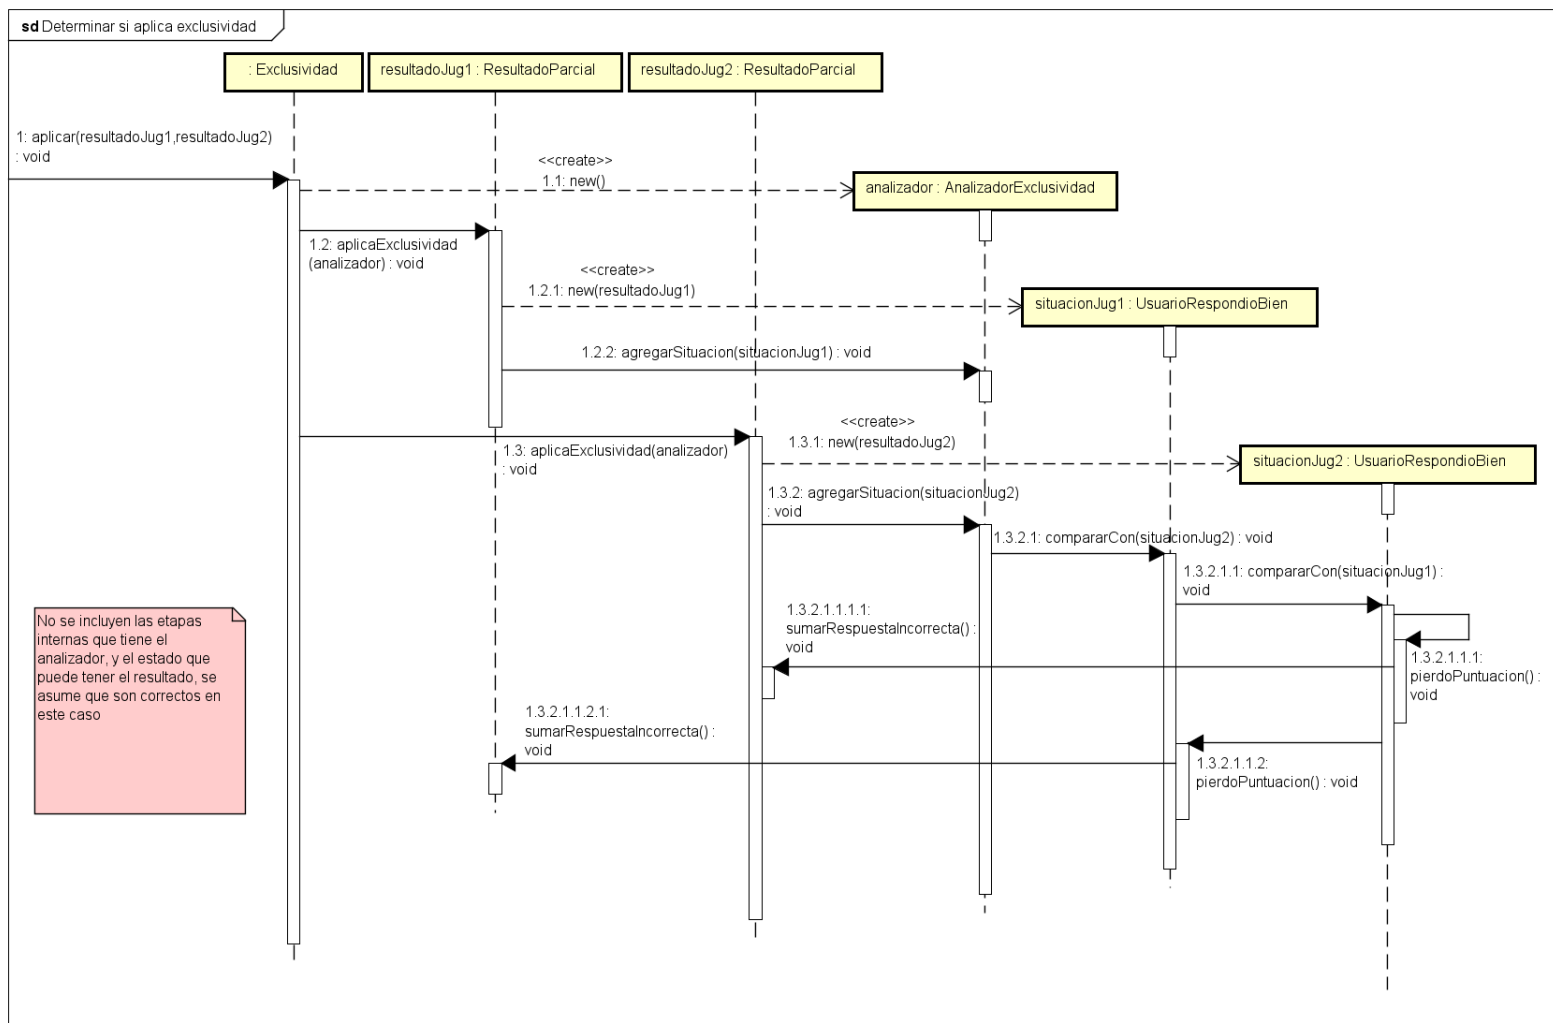 sd Determinar si aplica exclusividad
: Exclusividad
resultadoJug1 : ResultadoParcial
resultadoJug2 : ResultadoParcial
1: aplicar(resultadoJug1,resultadoJug2)
: void
<<create>>
1.1: new()
analizador : AnalizadorExclusividad
1.2: aplicaExclusividad
(analizador) : void
<<create>>
1.2.1: new(resultadoJug1)
situacionJug1 : UsuarioRespondioBien
1.2.2: agregarSituacion(situacionJug1) : void
<<create>>
1.3.1: new(resultadoJug2)
1.3: aplicaExclusividad(analizador)
: void
situacionJug2 : UsuarioRespondioBien
1.3.2: agregarSituacion(situacionJug2)
: void
1.3.2.1: compararCon(situacionJug2) : void
1.3.2.1.1: compararCon(situacionJug1) :
void
1.3.2.1.1.1.1:
sumarRespuestaIncorrecta() :
void
1.3.2.1.1.1:
pierdoPuntuacion() :
void
No se incluyen las etapas
internas que tiene el
analizador, y el estado que
puede tener el resultado, se
asume que son correctos en
este caso
1.3.2.1.1.2.1:
sumarRespuestaIncorrecta() :
void
1.3.2.1.1.2:
pierdoPuntuacion() : void